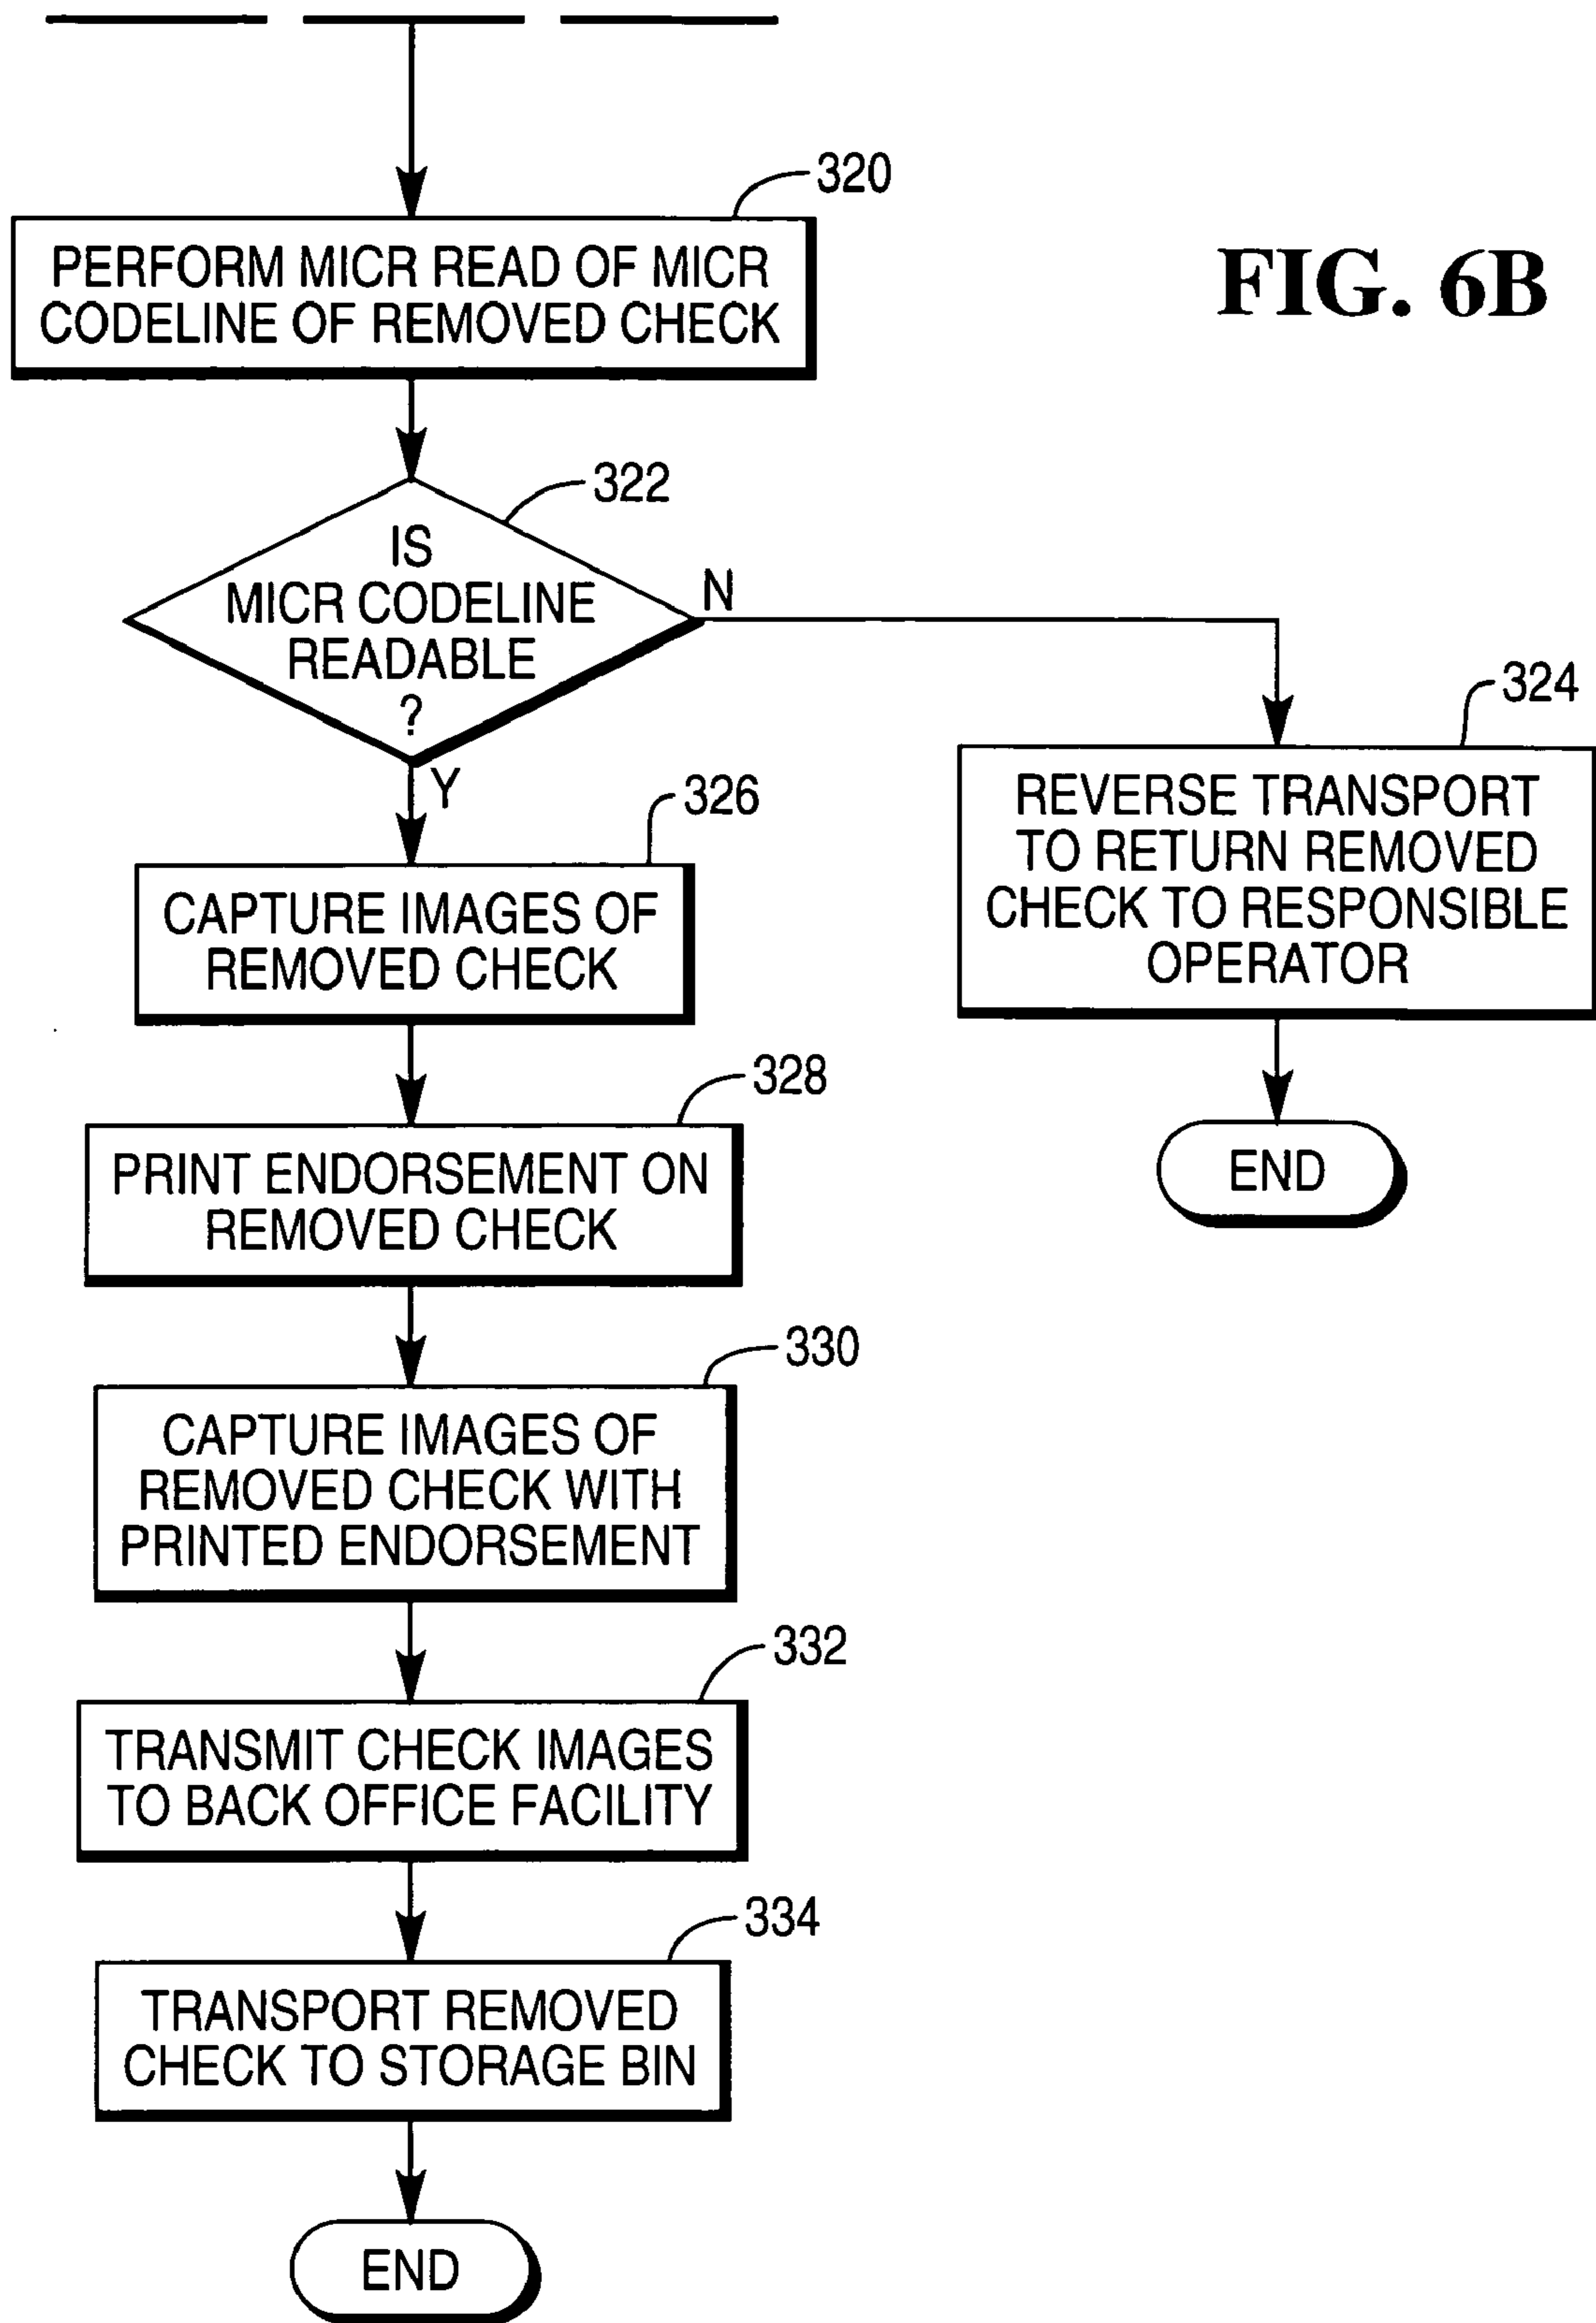 FIG. 6B
320
PERFORM MICR READ OF MICR
CODELINE OF REMOVED CHECK
322
IS
MICR CODELINE
READABLE
?
N
Y
324
REVERSE TRANSPORT
TO RETURN REMOVED
CHECK TO RESPONSIBLE
OPERATOR
END
326
CAPTURE IMAGES OF
REMOVED CHECK
328
PRINT ENDORSEMENT ON
REMOVED CHECK
330
CAPTURE IMAGES OF
REMOVED CHECK WITH
PRINTED ENDORSEMENT
332
TRANSMIT CHECK IMAGES
TO BACK OFFICE FACILITY
334
TRANSPORT REMOVED
CHECK TO STORAGE BIN
END